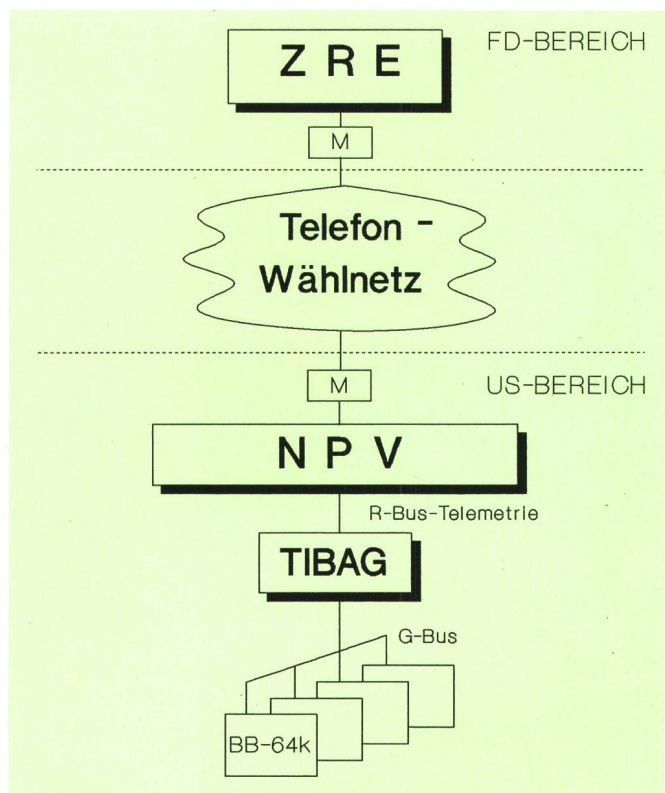 FD-BEREICH
Z R E
M
Telefon -
Wählnetz
M
US-BEREICH
N P V
R-Bus-Telemetrie
TIBAG
G-Bus
BB-64k